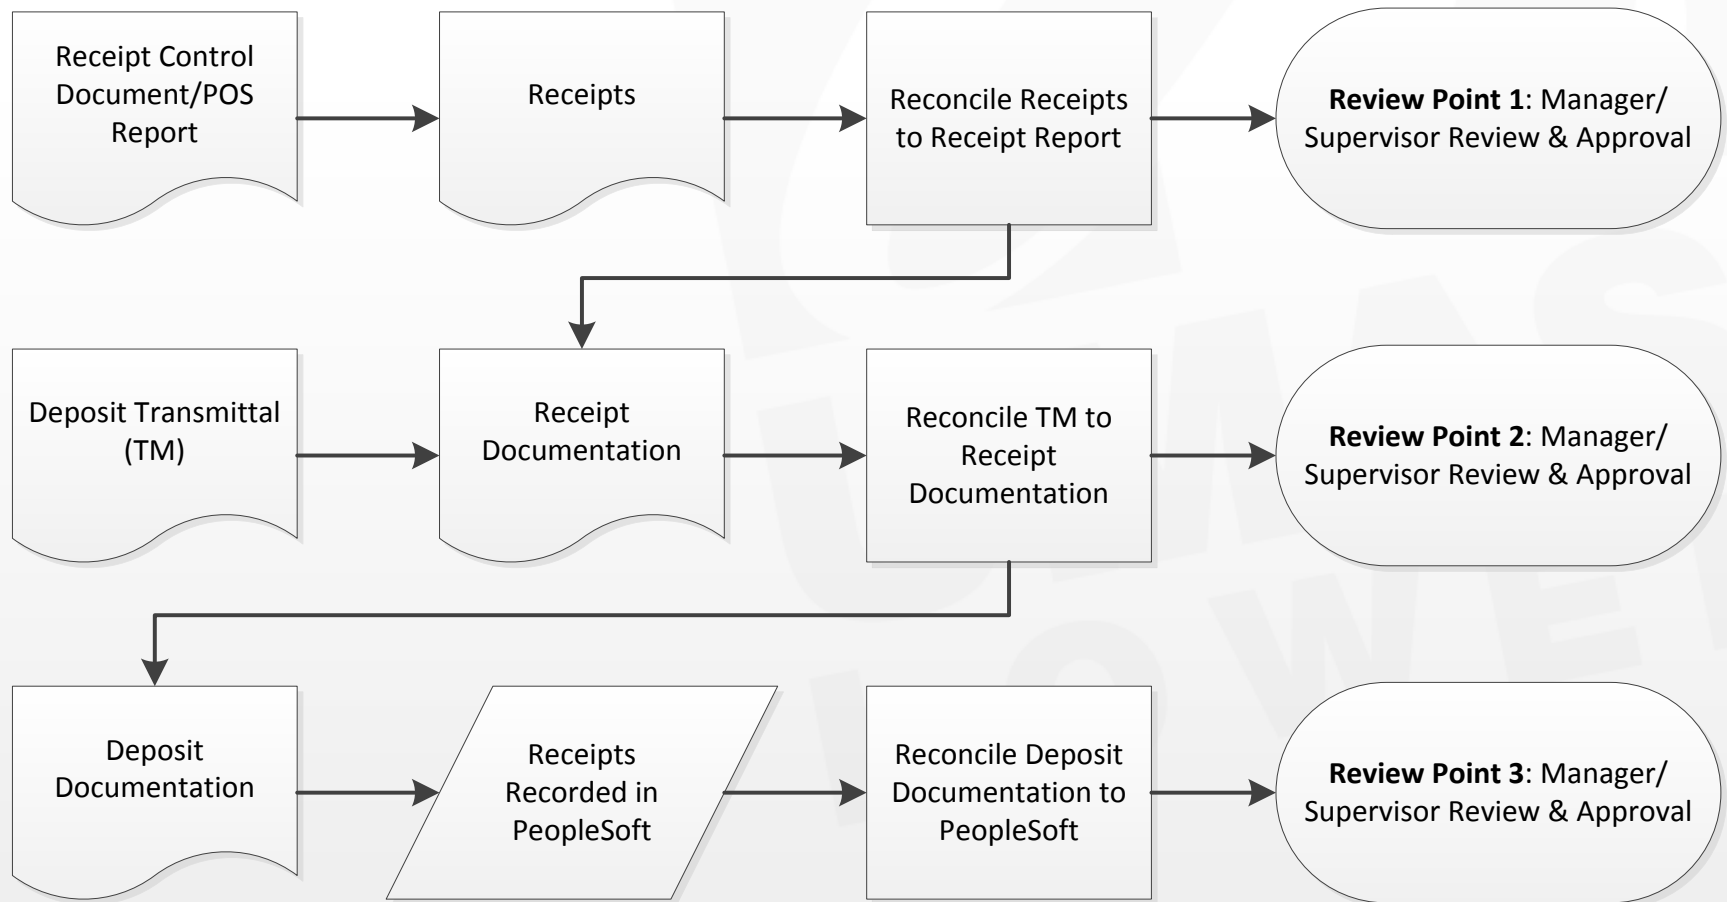 Receipt Control
Document/POS
Report
Receipts
Reconcile Receipts
to Receipt Report
Review Point 1: Manager/
Supervisor Review & Approval
Deposit Transmittal
(TM)
Receipt
Documentation
Reconcile TM to
Receipt
Documentation
Review Point 2: Manager/
Supervisor Review & Approval
Deposit
Documentation
Receipts
Recorded in
PeopleSoft
Reconcile Deposit
Documentation to
PeopleSoft
Review Point 3: Manager/
Supervisor Review & Approval